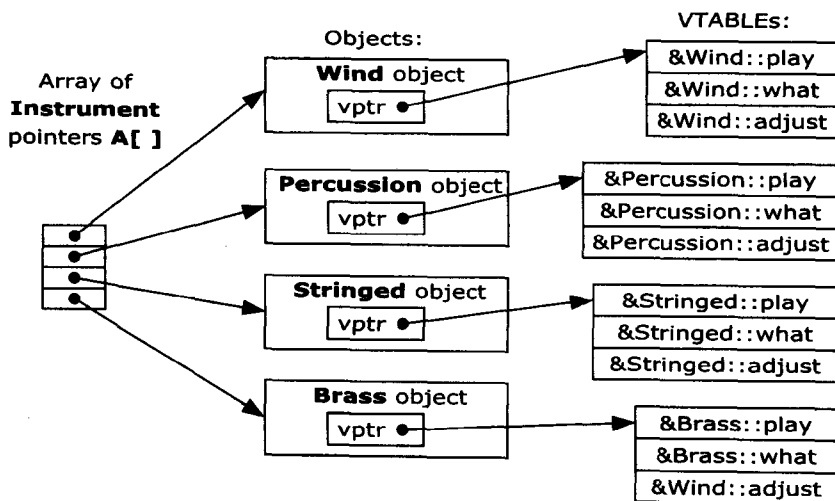 Array of
Instrument
pointers A[ ]
Objects:
Wind object
vptr
Percussion object
vptr
Stringed object
vptr
Brass object
vptr
VTABLEs:
&Wind::play
&Wind::what
&Wind::adjust
&Percussion::play
&Percussion::what
&Percussion::adjust
&Stringed::play
&Stringed::what
&Stringed::adjust
&Brass::play
&Brass::what
&Wind::adjust